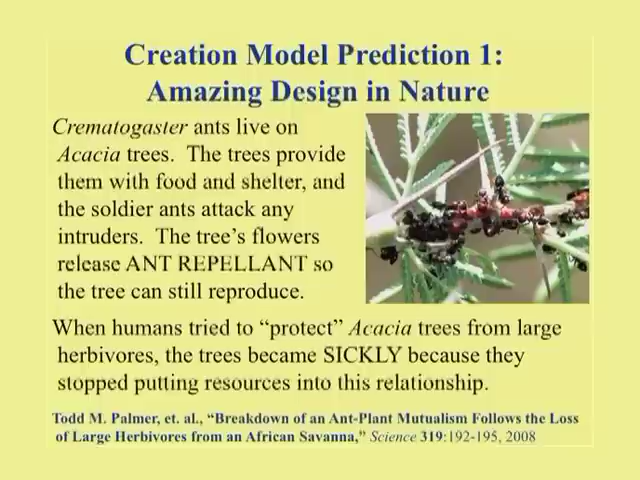 Creation Model Prediction 1:
Amazing Design in Nature
Crematogaster ants live on
Acacia trees. The trees provide
them with food and shelter, and
the soldier ants attack any
intruders. The tree's flowers
release ANT REPELLANT so
the tree can still reproduce.
When humans tried to “protect” Acacia trees from large
herbivores, the trees became SICKLY because they
stopped putting resources into this relationship.
Todd M. Palmer, et. al., “Breakdown of an Ant-Plant Mutualism Follows the Loss
of Large Herbivores from an African Savanna,” Science 319:192-195, 2008